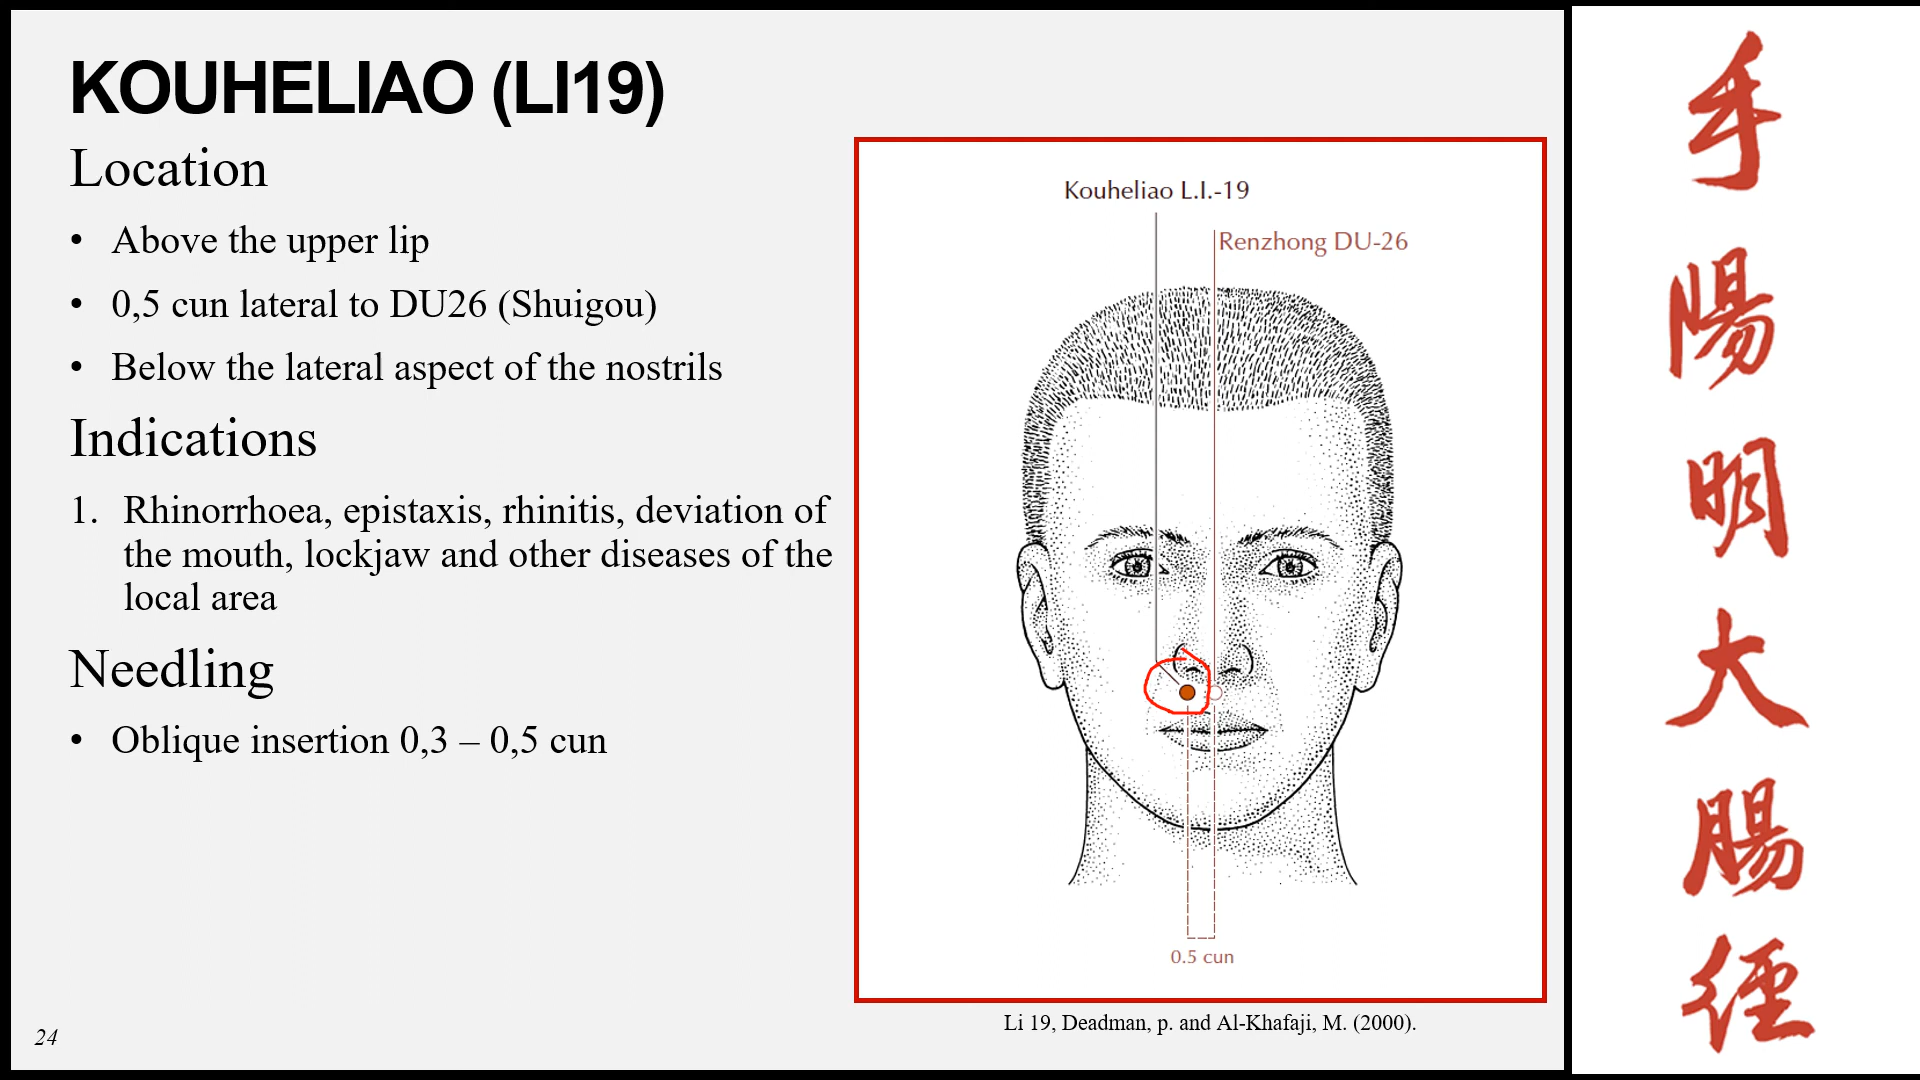 KOUHELIAO (LI19)
Location
• Above the upper lip
• 0,5 cun lateral to DU26 (Shuigou)
• Below the lateral aspect of the nostrils
Indications
1. Rhinorrhoea, epistaxis, rhinitis, deviation of
the mouth, lockjaw and other diseases of the
local area
Needling
• Oblique insertion 0,3 – 0,5 cun
24
Kouheliao L.I.-19
Renzhong DU-26
0.5 cun
Li 19, Deadman, p. and Al-Khafaji, M. (2000).
手
陽
明
大
腸
經